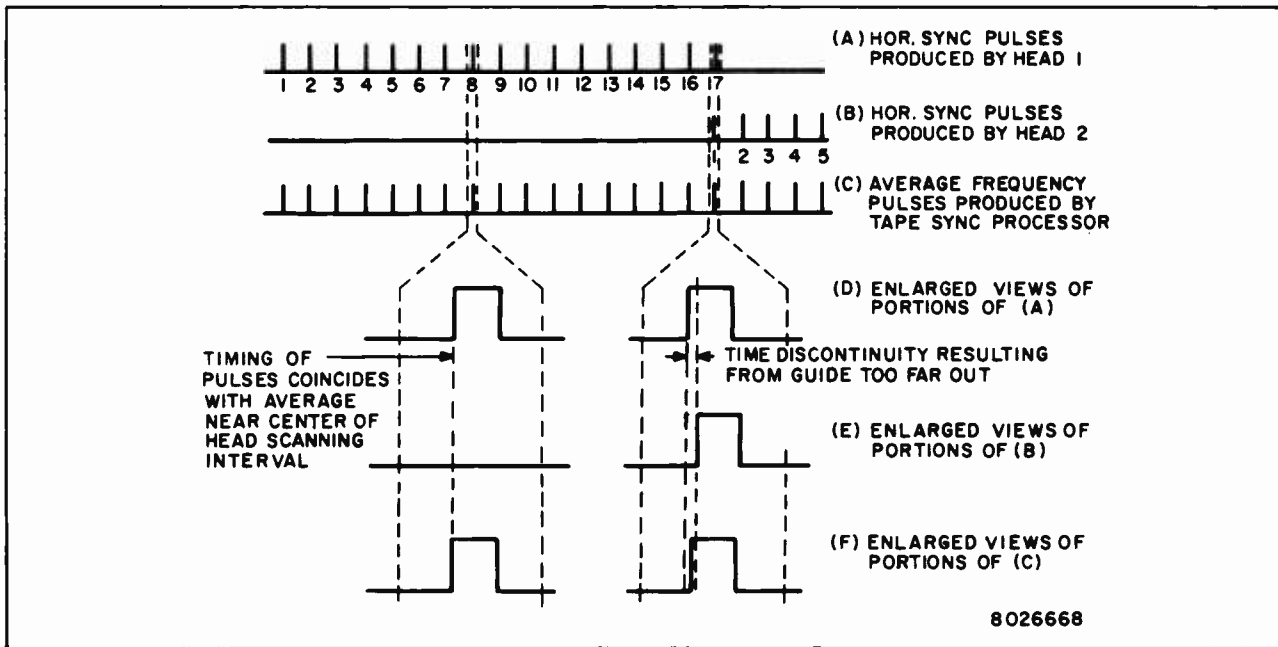 (A) HOR. SYNC PULSES
PRODUCED BY HEAD 1
1 2 3 4 5 6 7 8 9 10 11 12 13 14 15 16 17
(B) HOR. SYNC PULSES
PRODUCED BY HEAD 2
2 3 4 5
(C) AVERAGE FREQUENCY
PULSES PRODUCED BY
TAPE SYNC PROCESSOR
(D) ENLARGED VIEWS OF
PORTIONS OF (A)
TIMING OF
PULSES COINCIDES
WITH AVERAGE
NEAR CENTER OF
HEAD SCANNING
INTERVAL
TIME DISCONTINUITY RESULTING
FROM GUIDE TOO FAR OUT
(E) ENLARGED VIEWS OF
PORTIONS OF (B)
(F) ENLARGED VIEWS OF
PORTIONS OF (C)
8026668